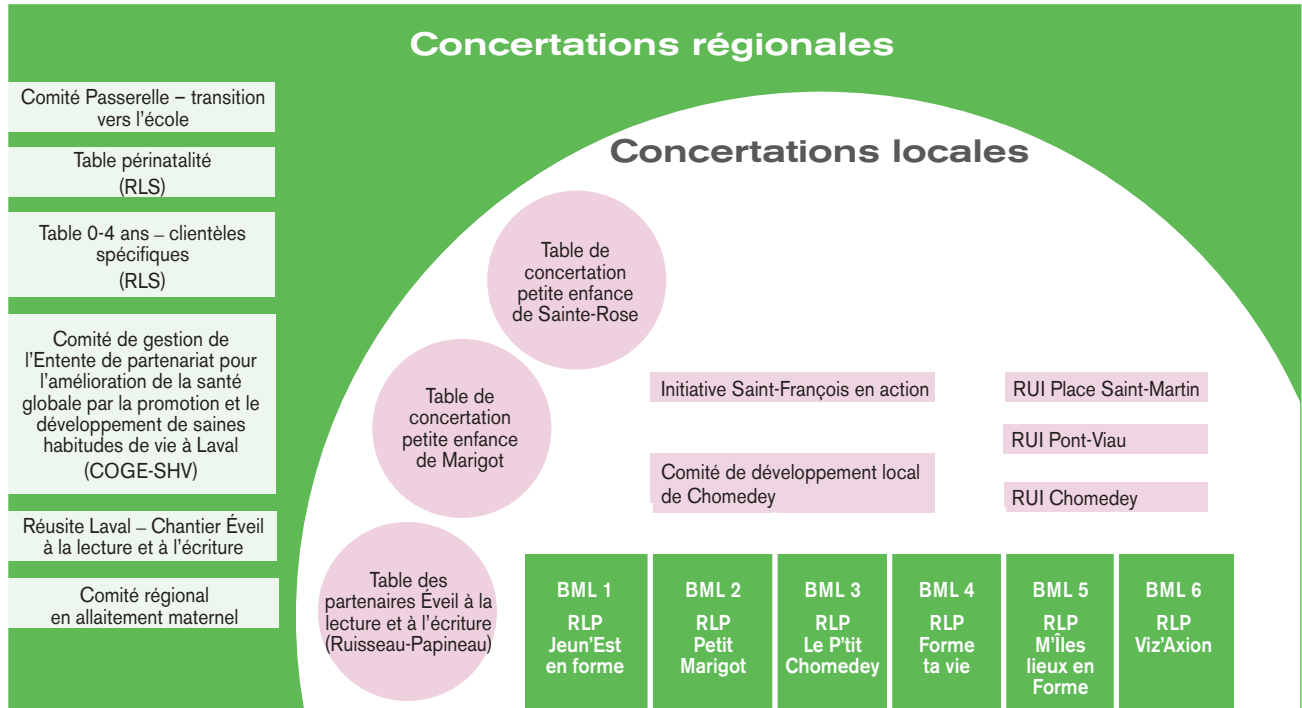 Concertations régionales
Comité Passerelle – transition
vers l'école
Table périnatalité
(RLS)
Table 0-4 ans – clientèles
spécifiques
(RLS)
Comité de gestion de
l'Entente de partenariat pour
l'amélioration de la santé
globale par la promotion et le
développement de saines
habitudes de vie à Laval
(COGE-SHV)
Réusite Laval – Chantier Éveil
à la lecture et à l'écriture
Comité régional
en allaitement maternel
Concertations locales
Table de
concertation
petite enfance
de Sainte-Rose
Table de
concertation
petite enfance
de Marigot
Table des
partenaires Éveil à la
lecture et à l'écriture
(Ruisseau-Papineau)
Initiative Saint-François en action
Comité de développement local
de Chomedey
RUI Place Saint-Martin
RUI Pont-Viau
RUI Chomedey
BML 1
RLP
Jeun'Est
en forme
BML 2
RLP
Petit
Marigot
BML 3
RLP
Le P'tit
Chomedey
BML 4
RLP
Forme
ta vie
BML 5
RLP
M'Îles
lieux en
Forme
BML 6
RLP
Viz'Axion